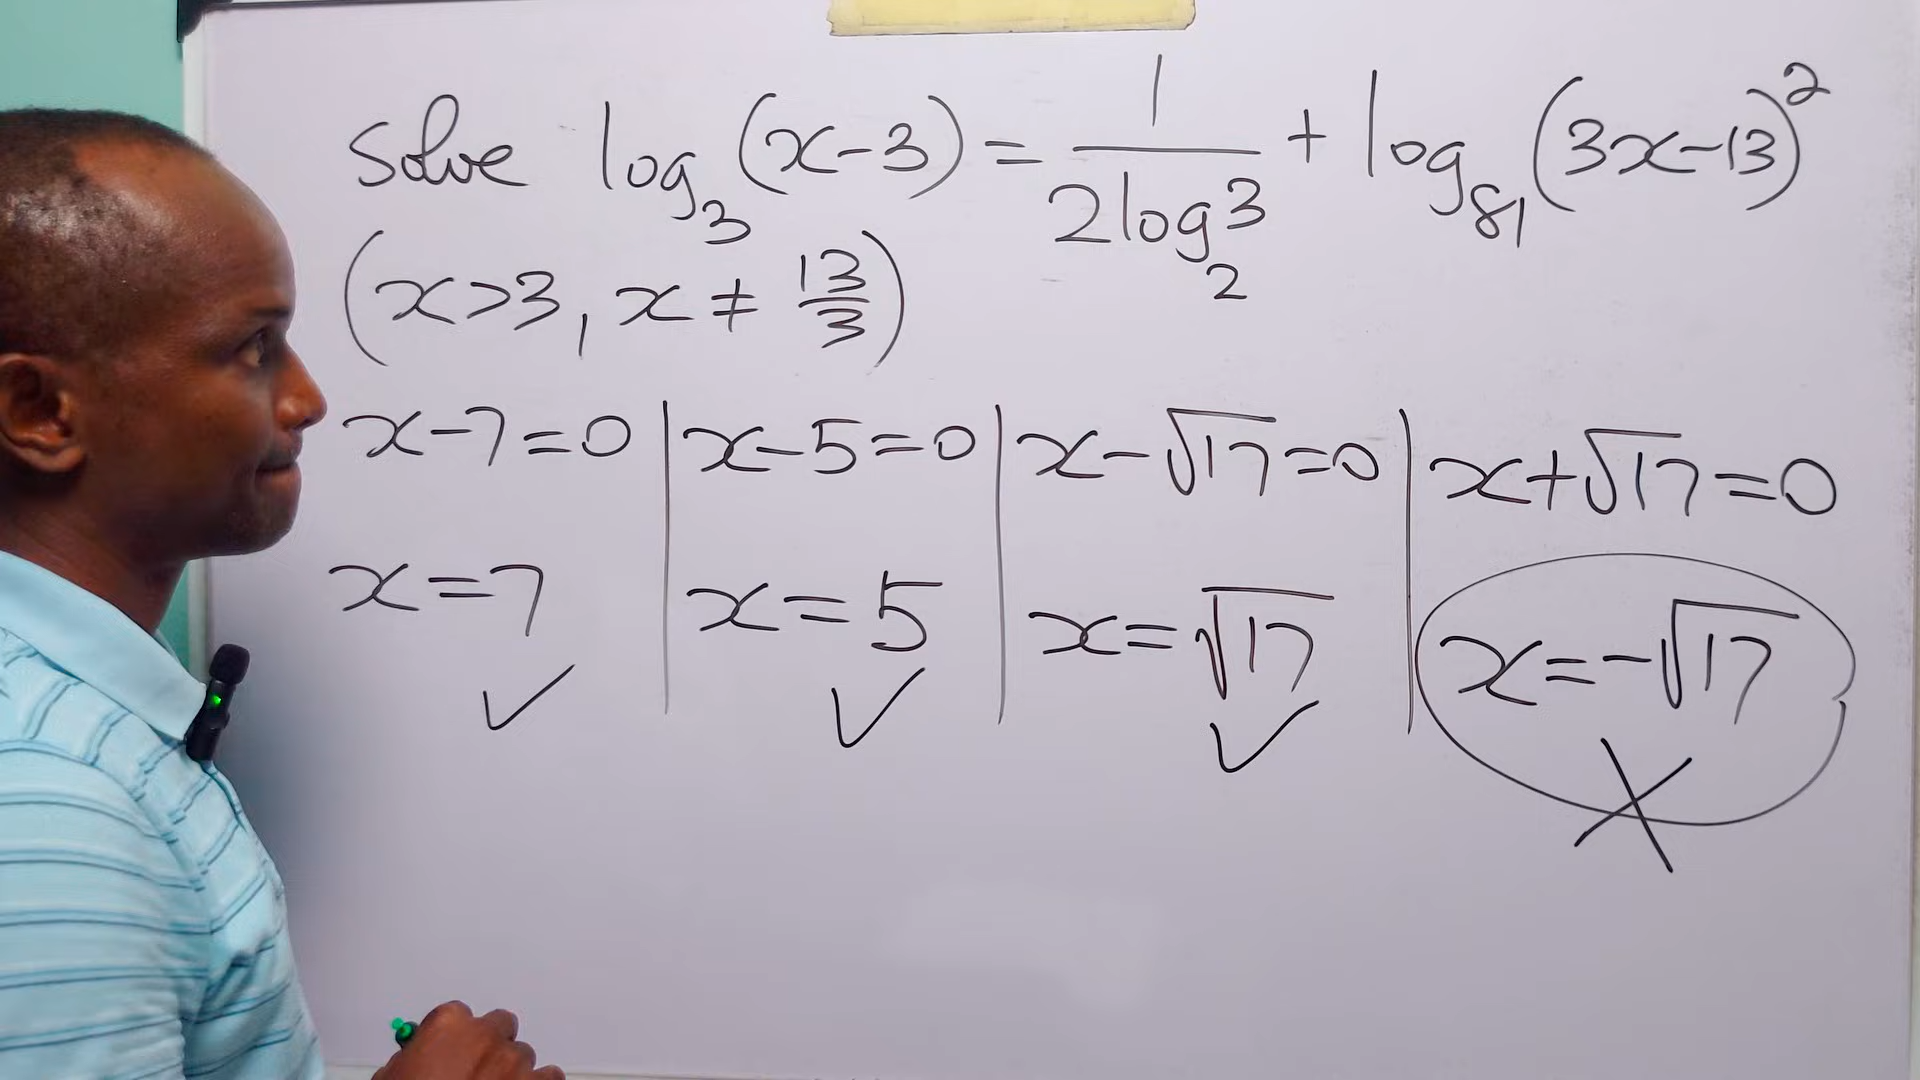 Solve log₃(x-3) = 1/(2log₂3) + log₈₁(3x-13)²
(x>3, x ≠ 13/3)
x-7=0 | x-5=0 | x-√17=0 | x+√17=0
x=7 | x=5 | x=√17 | x=-√17
✓ ✓ ✓ X